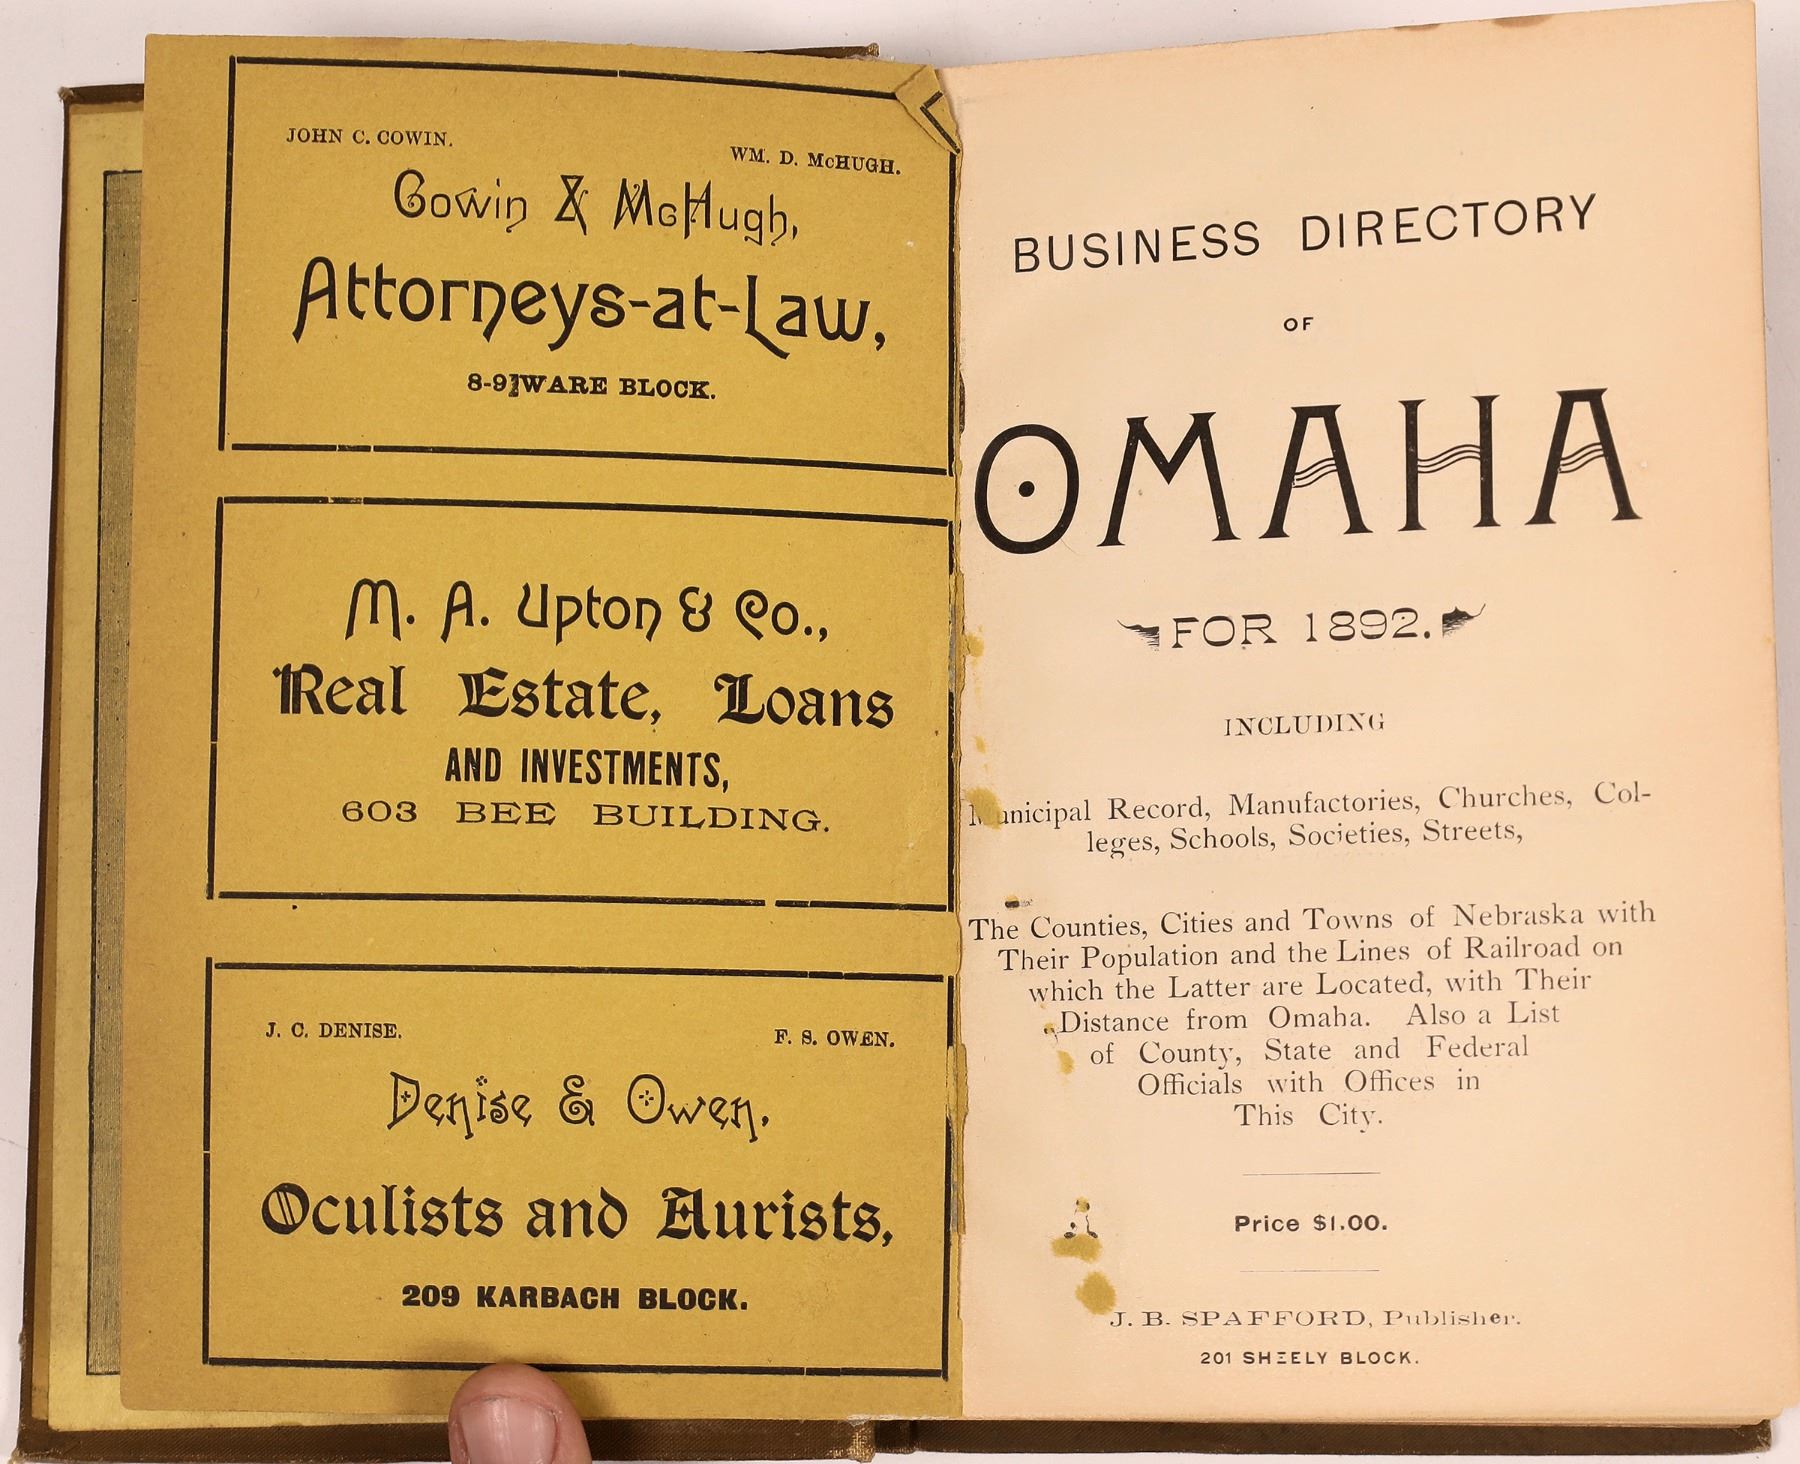 JOHN C. COWIN.
WM. D. McHUGH.
Cowin & McHugh,
Attorneys-at-Law,
8-9 WARE BLOCK.
M. A. Upton & Co.,
Real Estate, Loans
AND INVESTMENTS,
603 BEE BUILDING.
J. C. DENISE.
F. S. OWEN.
Denise & Owen,
Oculists and Aurists,
209 KARBACH BLOCK.
BUSINESS DIRECTORY
OF
OMAHA
FOR 1892.
INCLUDING
Municipal Record, Manufactories, Churches, Col-
leges, Schools, Societies, Streets,
The Counties, Cities and Towns of Nebraska with
Their Population and the Lines of Railroad on
which the Latter are Located, with Their
Distance from Omaha. Also a List
of County, State and Federal
Officials with Offices in
This City.
Price $1.00.
J. B. SPAFFORD, Publisher.
201 SHEELY BLOCK.